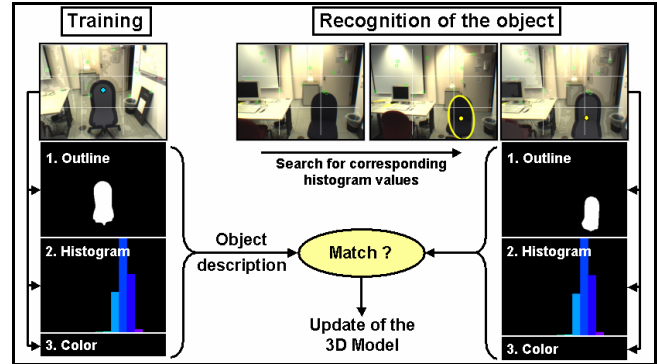 Training
Recognition of the object
1. Outline
Search for corresponding
histogram values
1. Outline
2. Histogram
Object
description
Match ?
2. Histogram
Update of the
3D Model
3. Color
3. Color